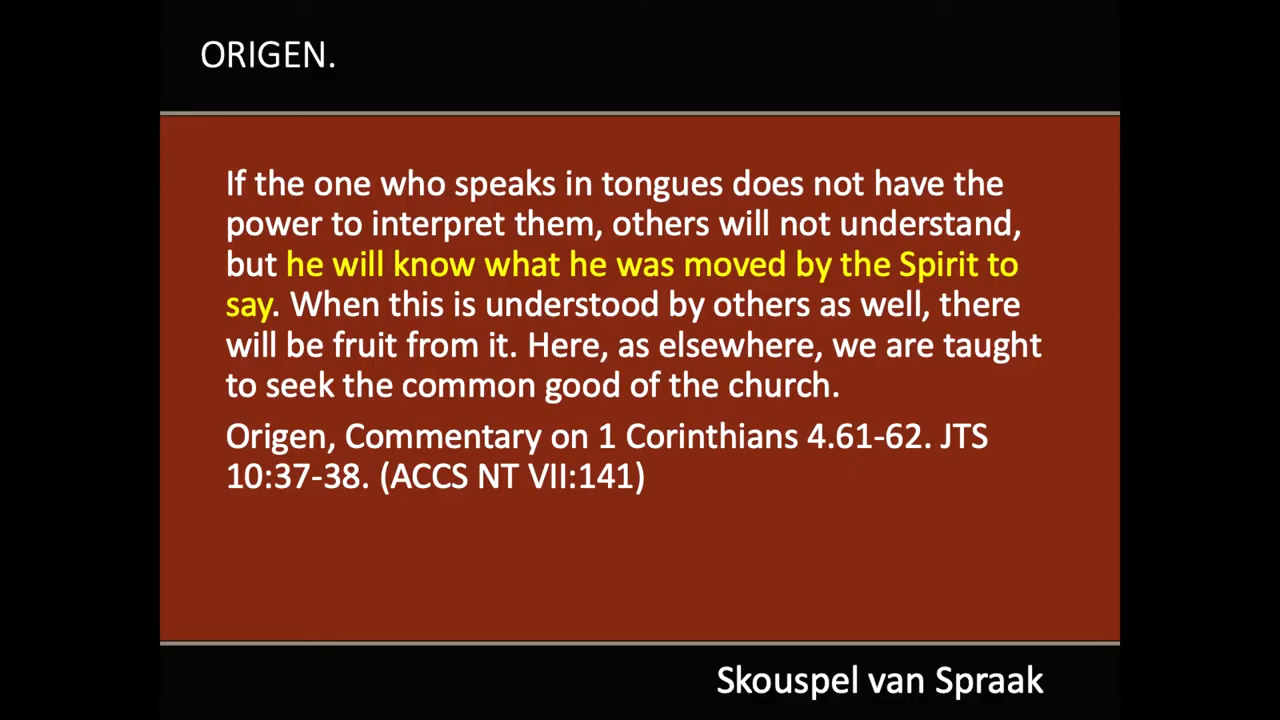 ORIGEN.
If the one who speaks in tongues does not have the
power to interpret them, others will not understand,
but he will know what he was moved by the Spirit to
say. When this is understood by others as well, there
will be fruit from it. Here, as elsewhere, we are taught
to seek the common good of the church.
Origen, Commentary on 1 Corinthians 4.61-62. JTS
10:37-38. (ACCS NT VII:141)
Skouspel van Spraak